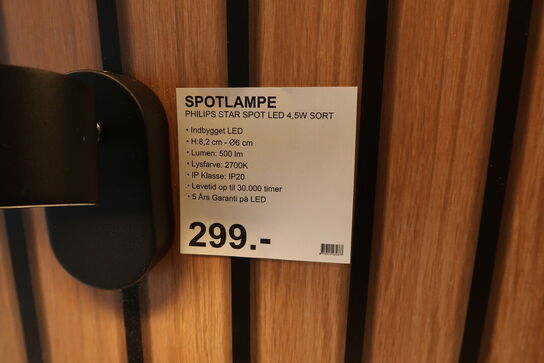 SPOTLAMPE
PHILIPS STAR SPOT LED 4,5W SORT
• Indbygget LED
• H:8,2 cm - Ø6 cm
• Lumen: 500 lm
• Lysfarve: 2700K
• IP Klasse: IP20
• Levetid op til 30.000 timer
• 5 Års Garanti på LED
299.-